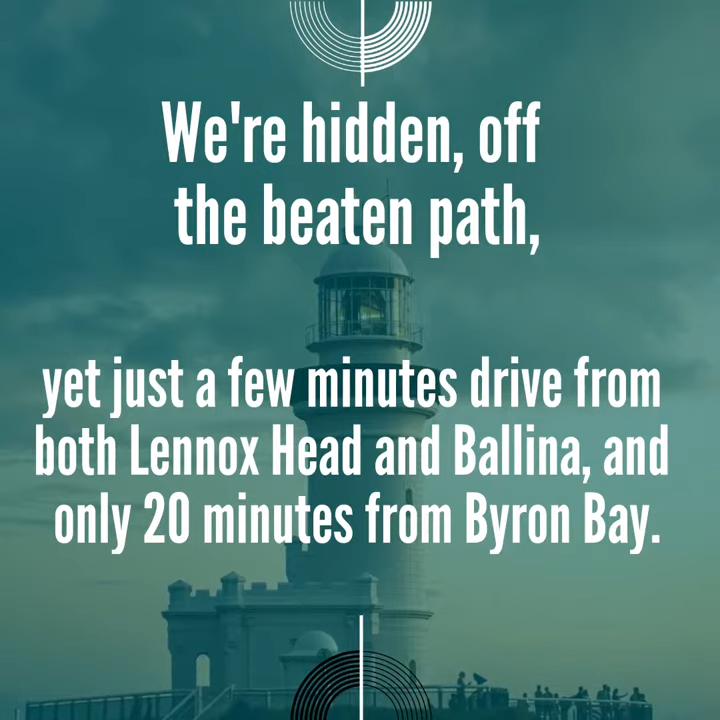 We're hidden, off
the beaten path,
yet just a few minutes drive from
both Lennox Head and Ballina, and
only 20 minutes from Byron Bay.